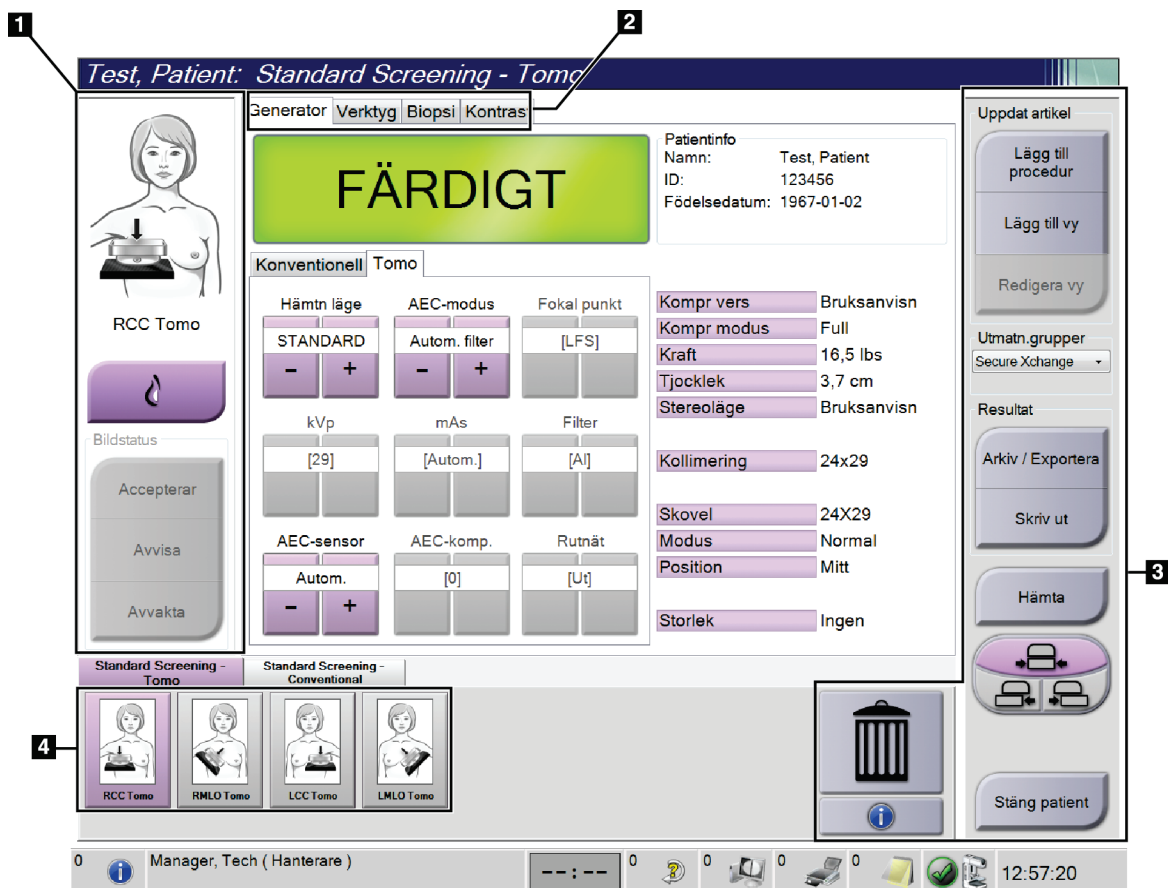 1
2
Test, Patient: Standard Screening - Tomo
RCC Tomo
Bildstatus
Accepterar
Avvisa
Avvakta
Generator Verktyg Biopsi Kontras
FÄRDIGT
Patientinfo
Namn: Test, Patient
ID: 123456
Födelsedatum: 1967-01-02
Konventionell Tomo
Hämtn läge AEC-modus Fokal punkt
STANDARD Autom. filter [LFS]
- + - +
kVp mAs Filter
[29] [Autom.] [Al]
AEC-sensor AEC-komp. Rutnät
Autom. [0] [Ut]
- +
Kompr vers Bruksanvisn
Kompr modus Full
Kraft 16,5 lbs
Tjocklek 3,7 cm
Stereoläge Bruksanvisn
Kollimering 24x29
Skovel 24X29
Modus Normal
Position Mitt
Storlek Ingen
Uppdat artikel
Lägg till
procedur
Lägg till vy
Redigera vy
Utmatn.grupper
Secure Xchange
Resultat
Arkiv / Exportera
Skriv ut
Hämta
Stäng patient
3
Standard Screening -
Tomo
Standard Screening -
Conventional
4
RCC Tomo RMLO Tomo LCC Tomo LMLO Tomo
0 Manager, Tech ( Hanterare ) --:-- 0 0 0 0 12:57:20